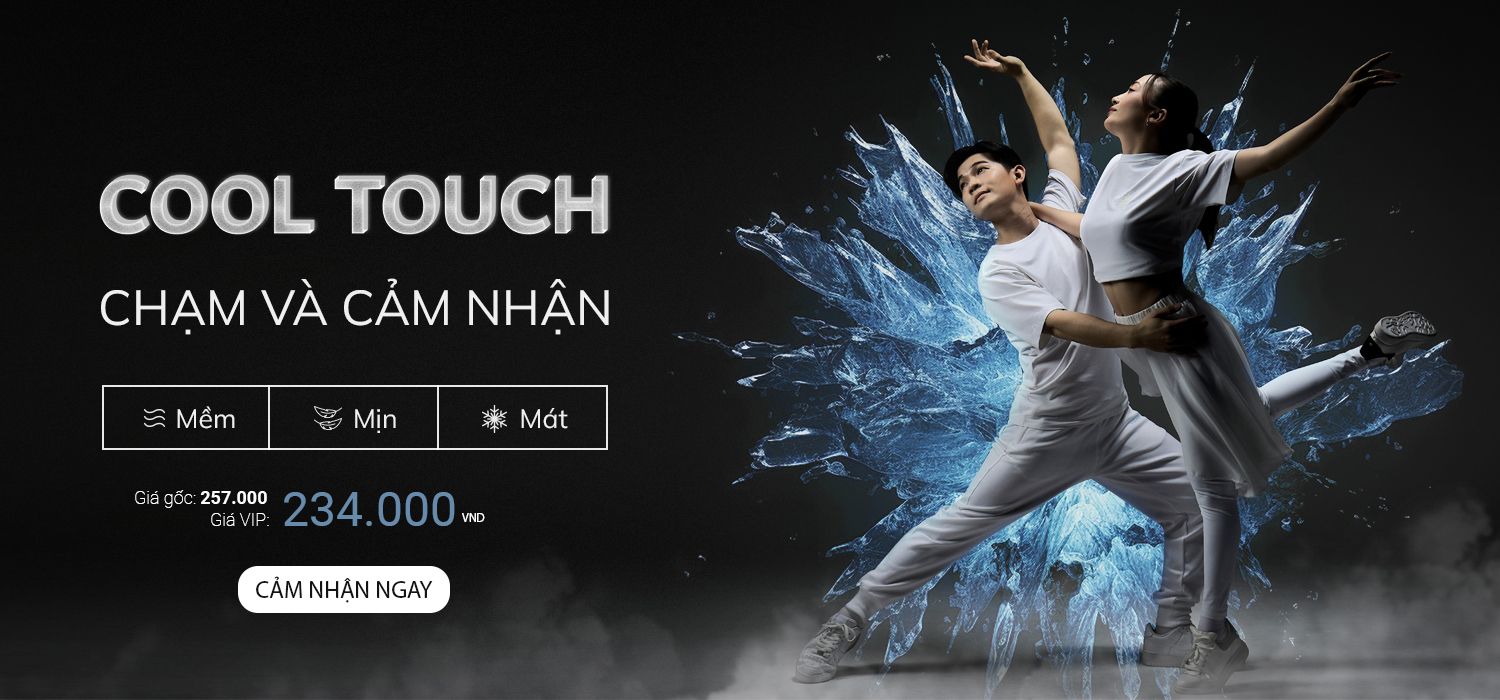 COOL TOUCH
CHẠM VÀ CẢM NHẬN
Mềm
Mịn
Mát
Giá gốc: 257.000
Giá VIP: 234.000 VND
CẢM NHẬN NGAY